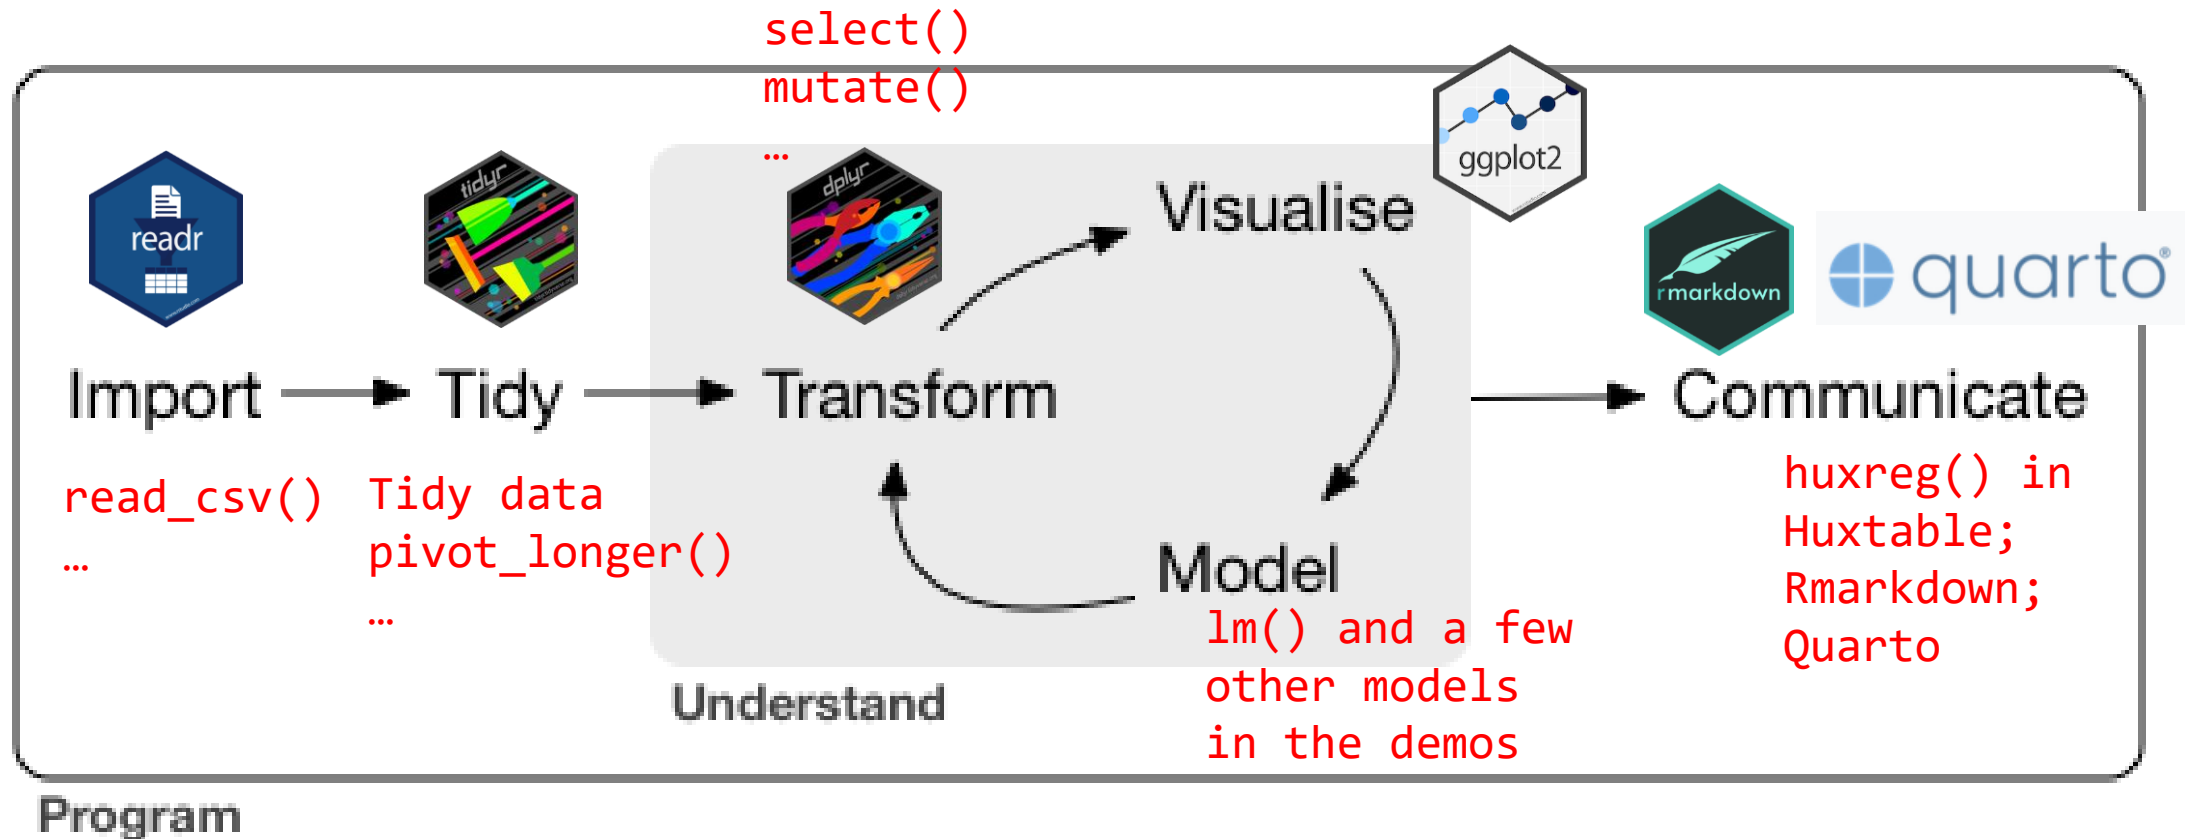 select()
mutate()
…
readr
tidyr
dplyr
ggplot2
rmarkdown
quarto®
Visualise
Import
Tidy
Transform
Communicate
read_csv()
…
Tidy data
pivot_longer()
…
Model
lm() and a few
other models
in the demos
huxreg() in
Huxtable;
Rmarkdown;
Quarto
Understand
Program